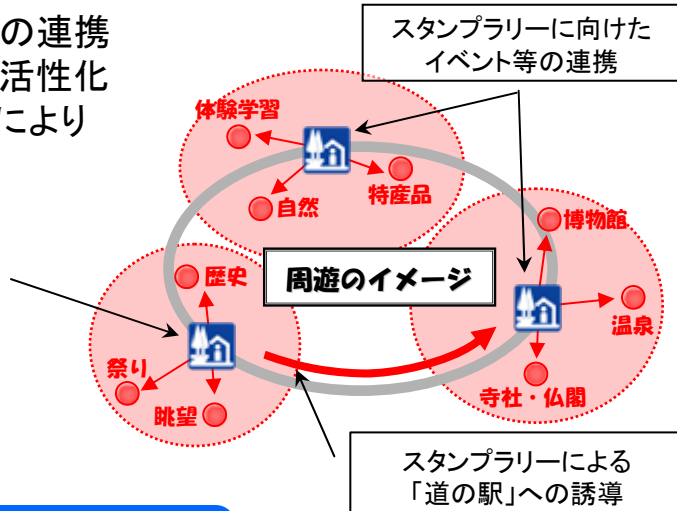 の連携
活性化
により
スタンプラリーに向けた
イベント等の連携
体験学習
自然
特産品
博物館
温泉
寺社・仏閣
歴史
祭り
眺望
周遊のイメージ
スタンプラリーによる
「道の駅」への誘導